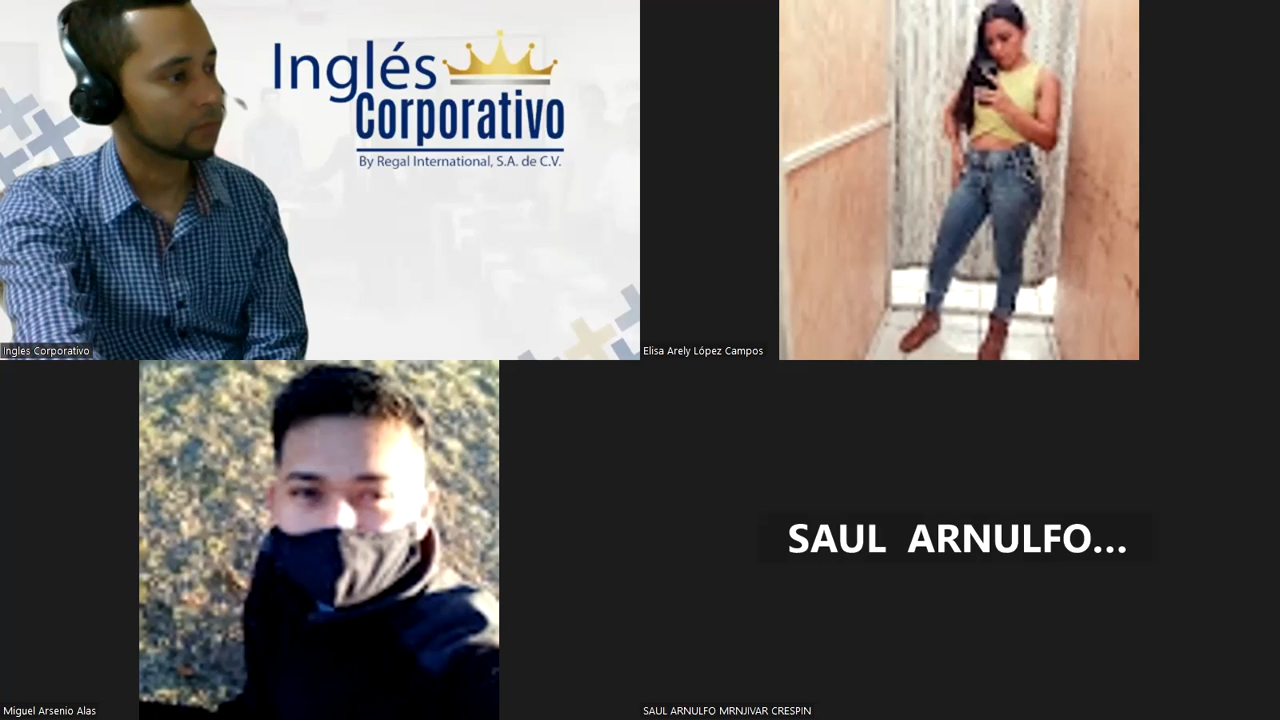 Inglés
Corporativo
By Regal International, S.A. de C.V.
Ingles Corporativo
Elisa Arely López Campos
SAUL ARNULFO...
Miguel Arsenio Alas
SAUL ARNULFO MRNJIVAR CRESPIN